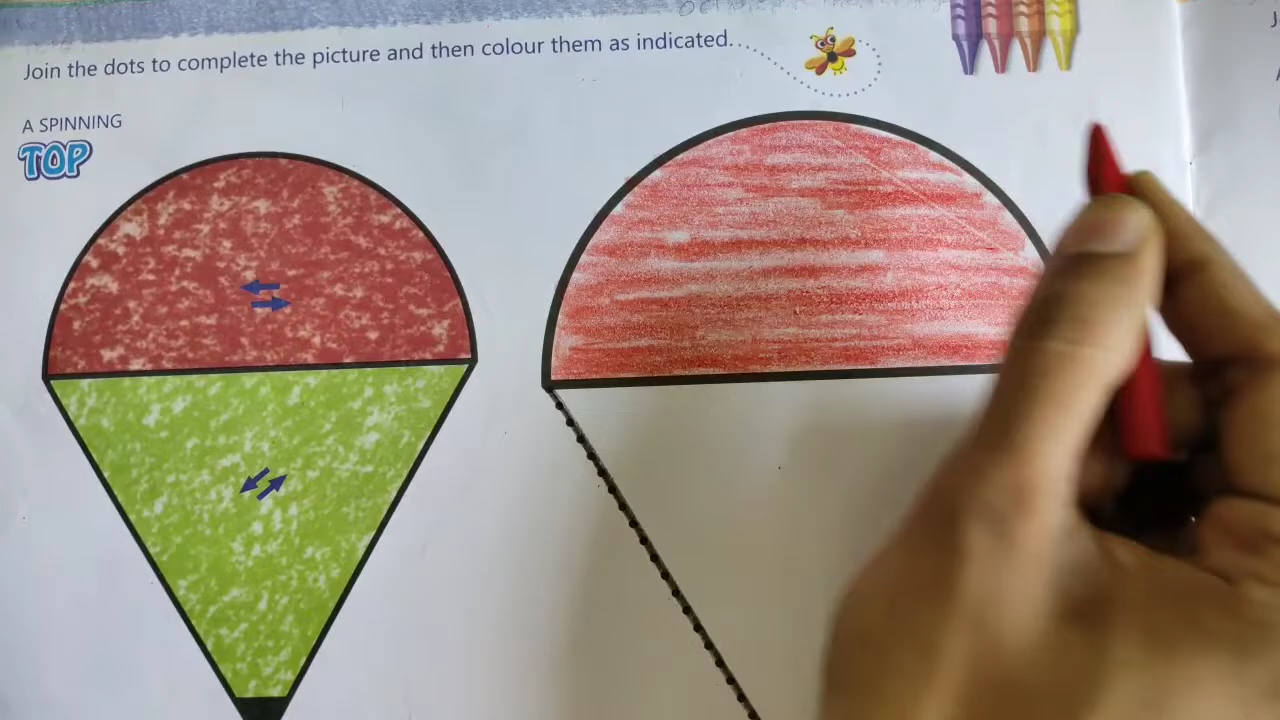 Join the dots to complete the picture and then colour them as indicated.
A SPINNING
TOP